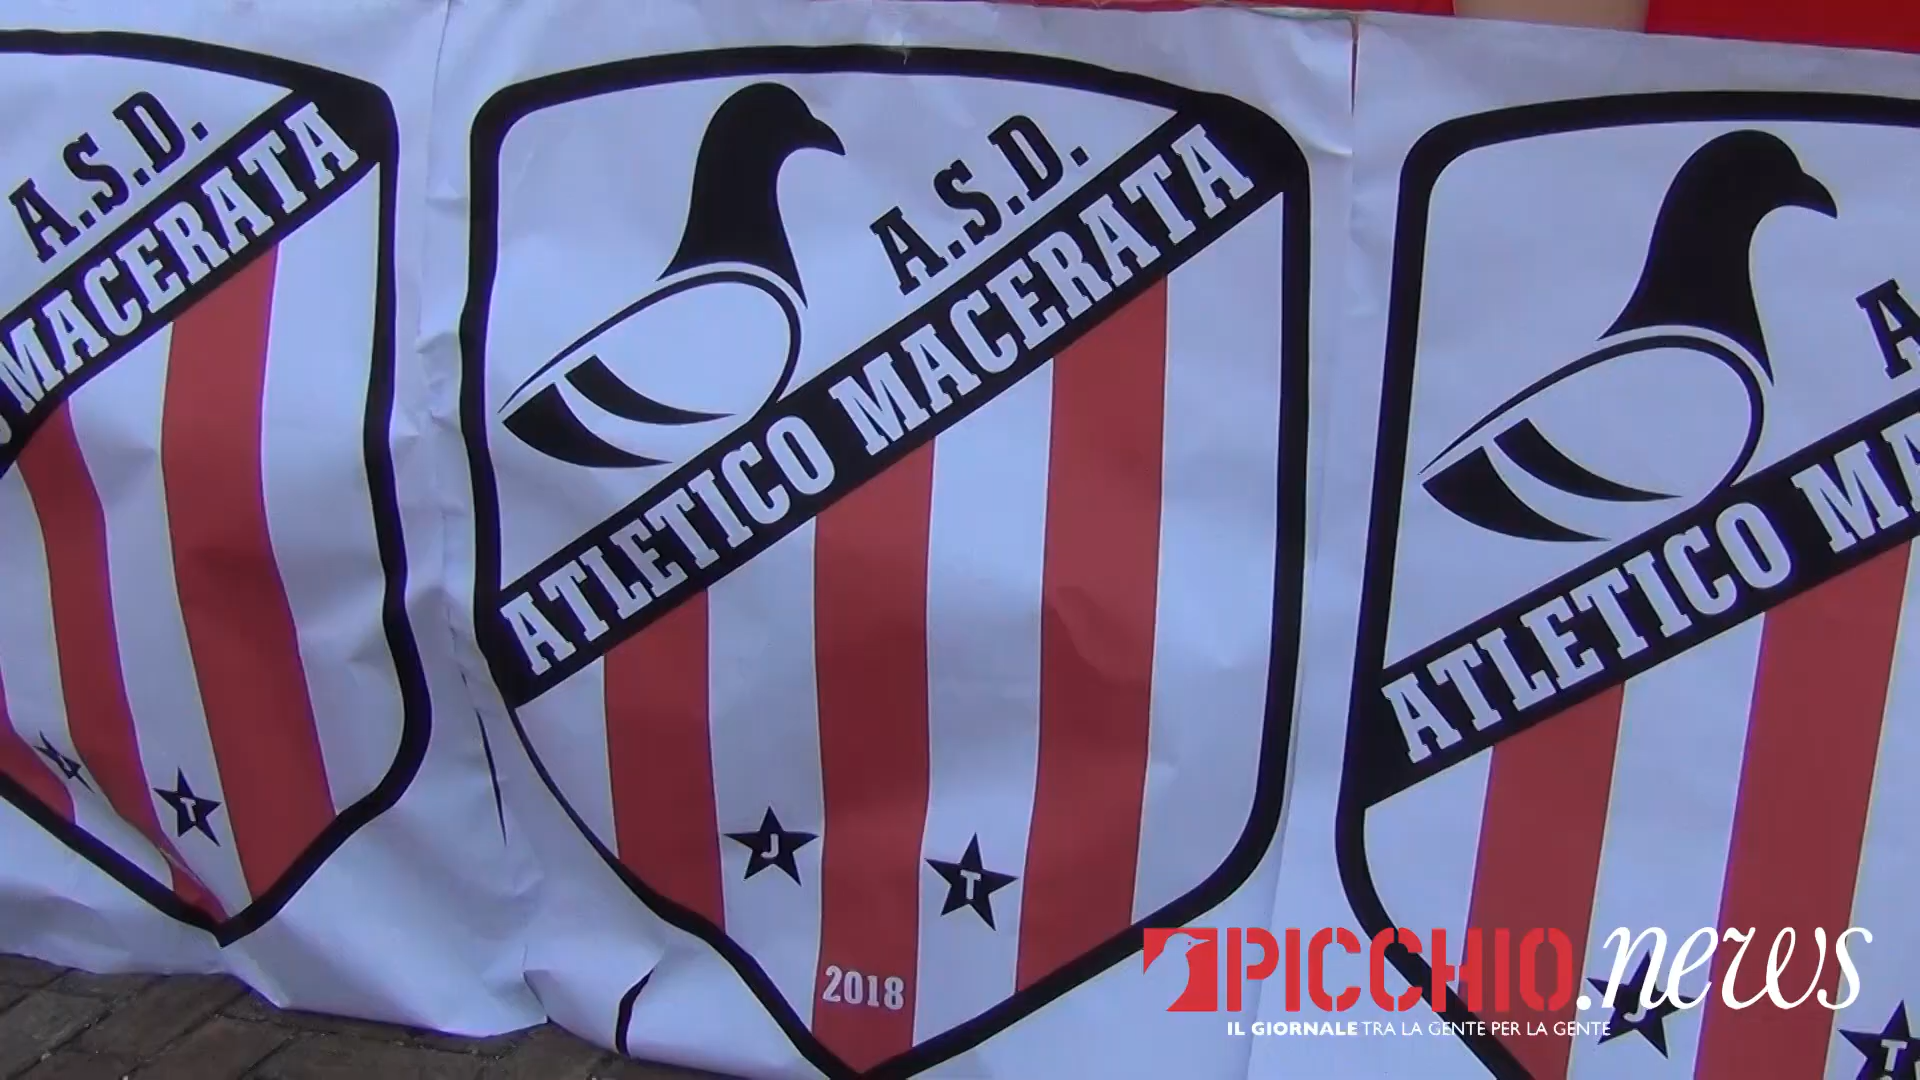 A.S.D.
MACERATA
T
A.S.D.
ATLETICO MACERATA
J
T
2018
A
ATLETICO MA
J
T
PICCHIO.news
IL GIORNALE TRA LA GENTE PER LA GENTE